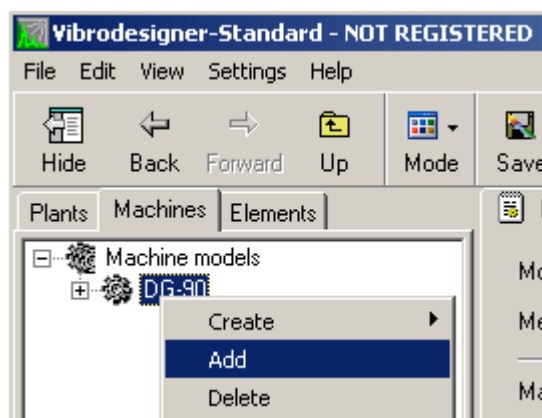 Vibrodesigner-Standard - NOT REGISTERED
File Edit View Settings Help
Hide Back Forward Up Mode Save
Plants Machines Elements
Machine models
DG-90
Create
Add
Delete